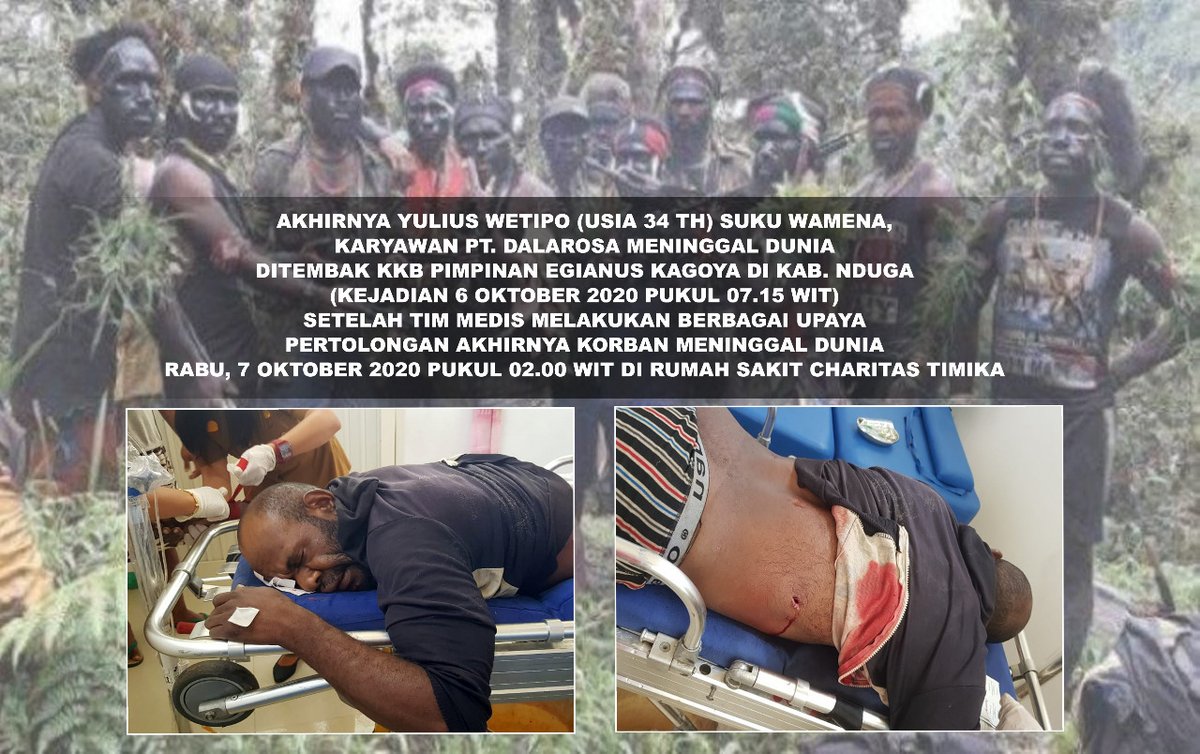 AKHIRNYA YULIUS WETIPO (USIA 34 TH) SUKU WAMENA,
KARYAWAN PT. DALAROSA MENINGGAL DUNIA
DITEMBAK KKB PIMPINAN EGIANUS KAGOYA DI KAB. NDUGA
(KEJADIAN 6 OKTOBER 2020 PUKUL 07.15 WIT)
SETELAH TIM MEDIS MELAKUKAN BERBAGAI UPAYA
PERTOLONGAN AKHIRNYA KORBAN MENINGGAL DUNIA
RABU, 7 OKTOBER 2020 PUKUL 02.00 WIT DI RUMAH SAKIT CHARITAS TIMIKA